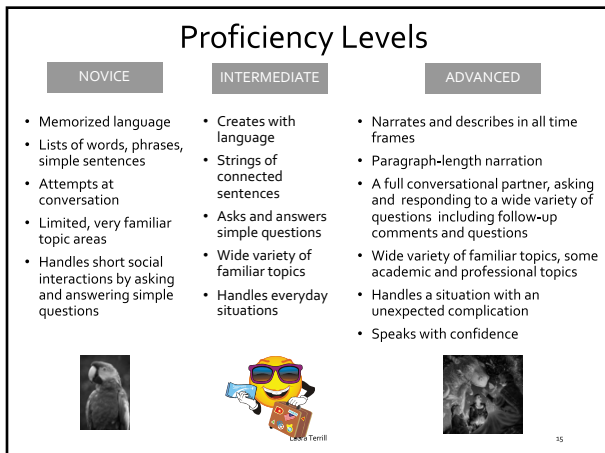 Proficiency Levels
NOVICE
• Memorized language
• Lists of words, phrases,
simple sentences
• Attempts at
conversation
• Limited, very familiar
topic areas
• Handles short social
interactions by asking
and answering simple
questions
INTERMEDIATE
• Creates with
language
• Strings of
connected
sentences
• Asks and answers
simple questions
• Wide variety of
familiar topics
• Handles everyday
situations
ADVANCED
• Narrates and describes in all time
frames
• Paragraph-length narration
• A full conversational partner, asking
and responding to a wide variety of
questions including follow-up
comments and questions
• Wide variety of familiar topics, some
academic and professional topics
• Handles a situation with an
unexpected complication
• Speaks with confidence
Laura Terrill
15